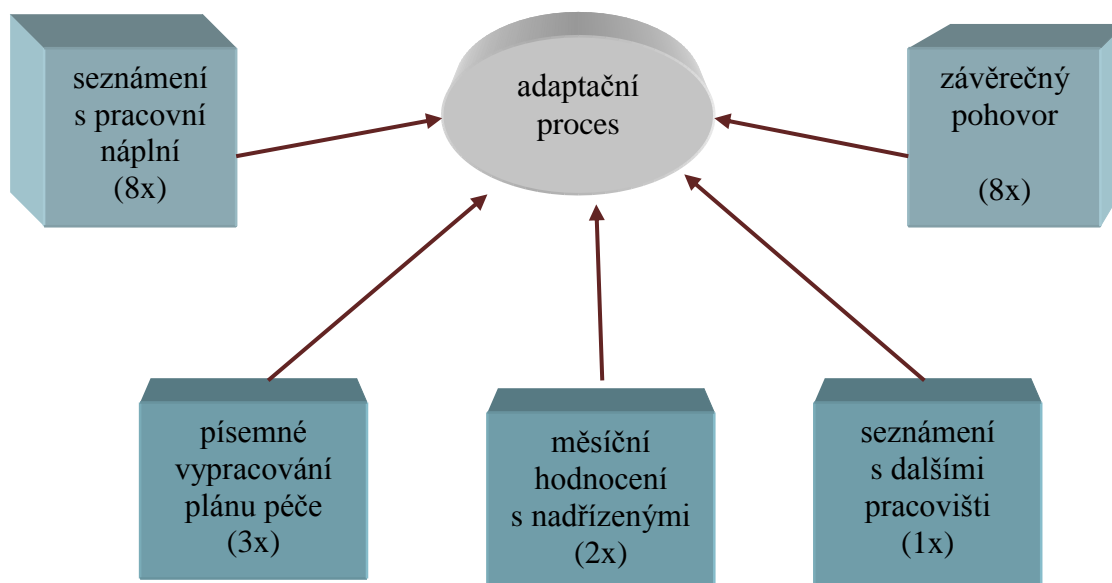 seznámení
s pracovní
náplní
(8x)
adaptační
proces
závěrečný
pohovor
(8x)
písemné
vypracování
plánu péče
(3x)
měsíční
hodnocení
s nadřízenými
(2x)
seznámení
s dalšími
pracovišti
(1x)